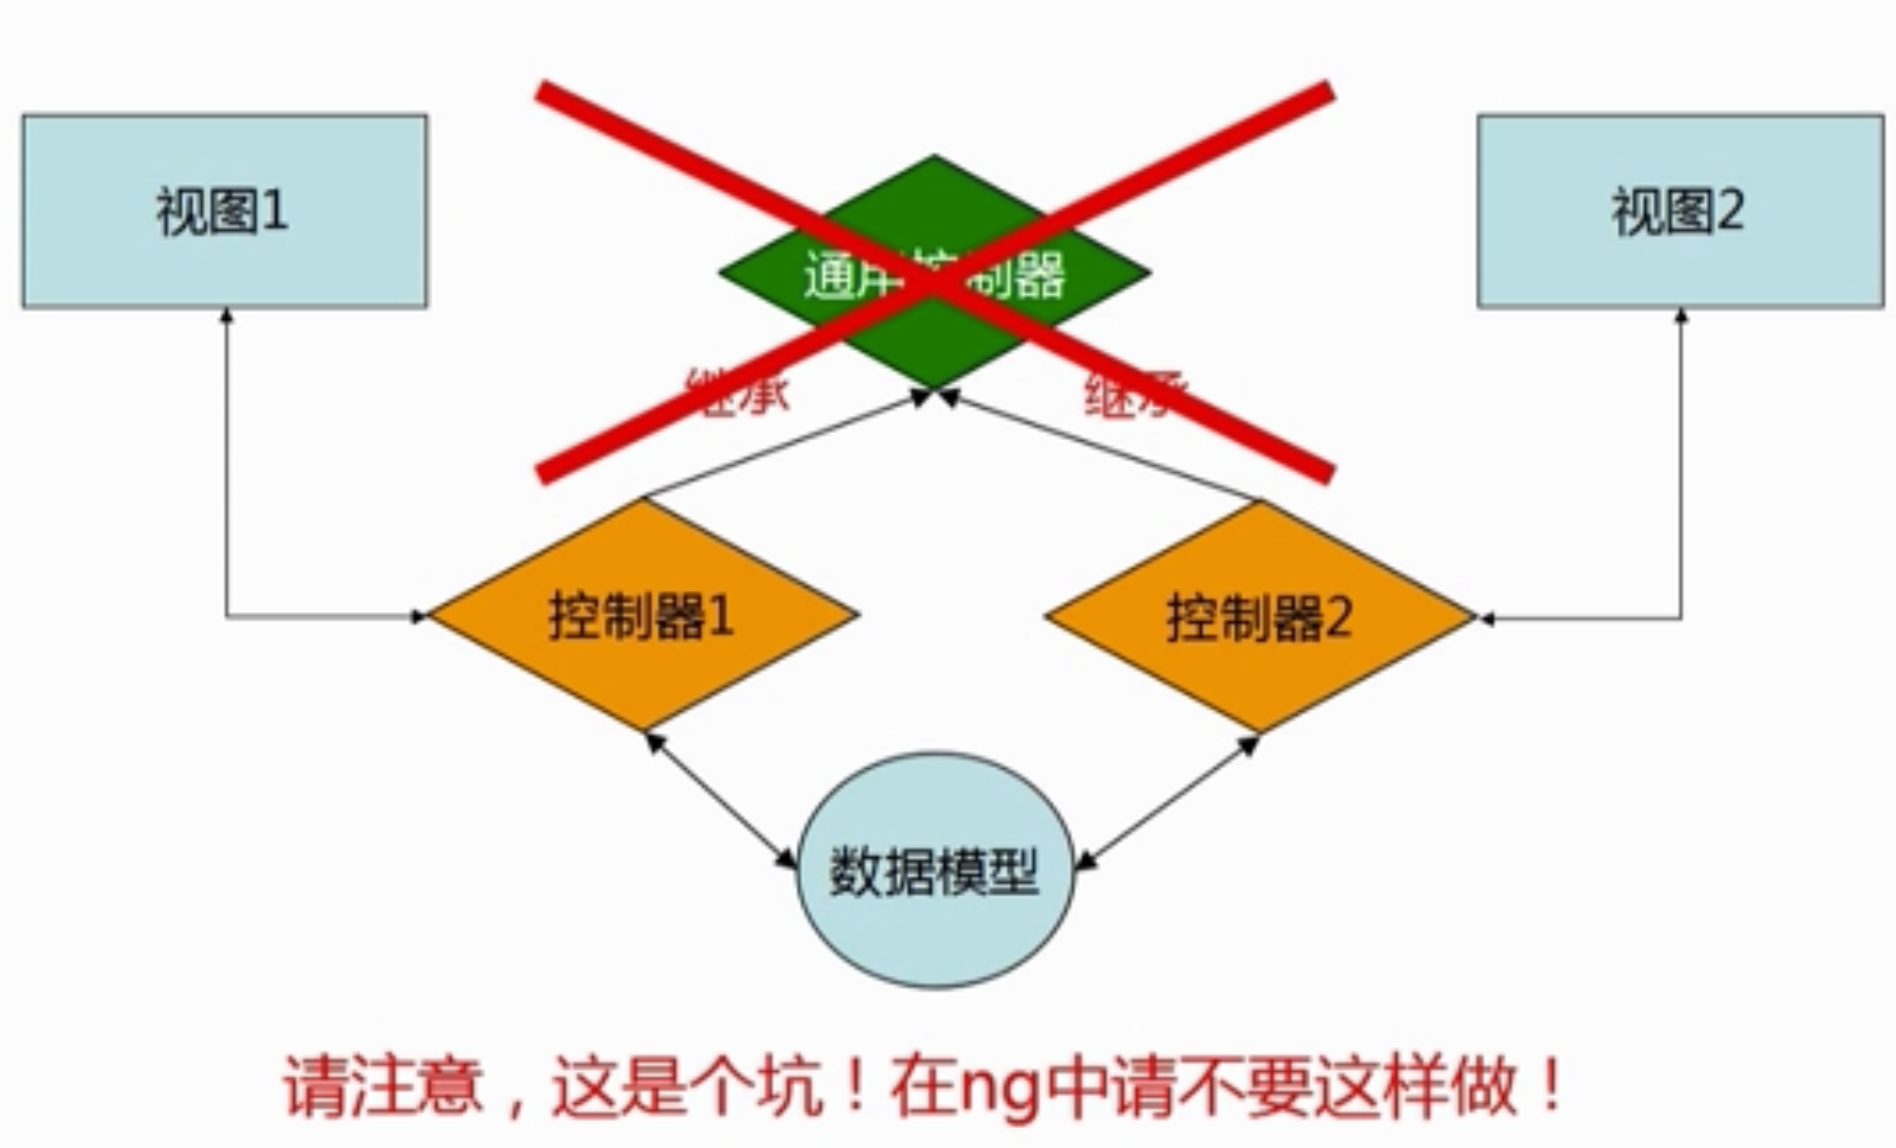 视图1
视图2
通用控制器
继承
继承
控制器1
控制器2
数据模型
请注意，这是个坑！在ng中请不要这样做！